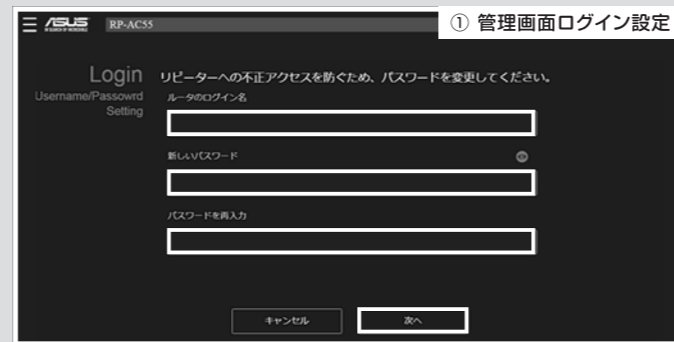 ASUS RP-AC55
IN SEARCH OF INCREDIBLE
① 管理画面ログイン設定
Login
Username/Passowrd
Setting
リピーターへの不正アクセスを防ぐため、パスワードを変更してください。
ルータのログイン名
新しいパスワード
パスワードを再入力
キャンセル
次へ